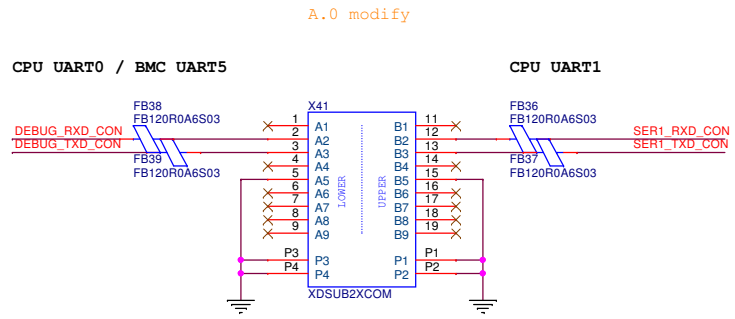 A.0 modify
CPU UART0 / BMC UART5
CPU UART1
FB38
FB120R0A6S03
X41
FB36
FB120R0A6S03
DEBUG_RXD_CON
DEBUG_TXD_CON
SER1_RXD_CON
SER1_TXD_CON
FB39
FB120R0A6S03
FB37
FB120R0A6S03
1 A1 B1 11
2 A2 B2 12
3 A3 B3 13
4 A4 B4 14
5 A5 B5 15
6 A6 B6 16
7 A7 B7 17
8 A8 B8 18
9 A9 B9 19
LOWER
UPPER
P3 P3 P1 P1
P4 P4 P2 P2
XDSUB2XCOM